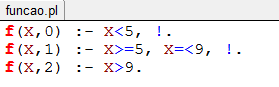 funcao.pl
f(X,0) :- X<5, !.
f(X,1) :- X>=5, X=<9, !.
f(X,2) :- X>9.